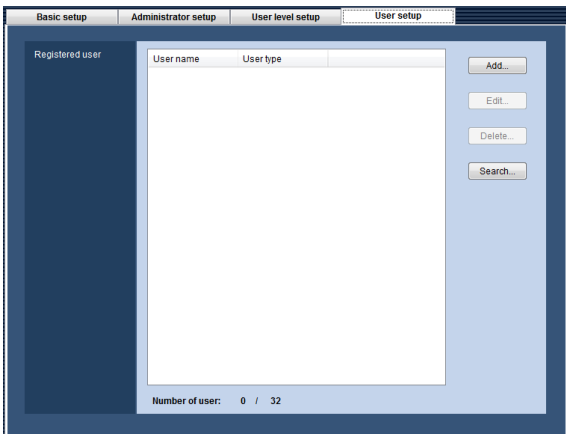 Basic setup Administrator setup User level setup User setup
Registered user
User name User type
Add...
Edit...
Delete...
Search...
Number of user: 0 / 32